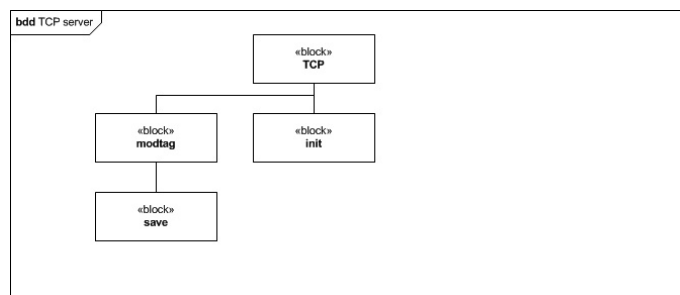 bdd TCP server
«block»
TCP
«block»
modtag
«block»
init
«block»
save